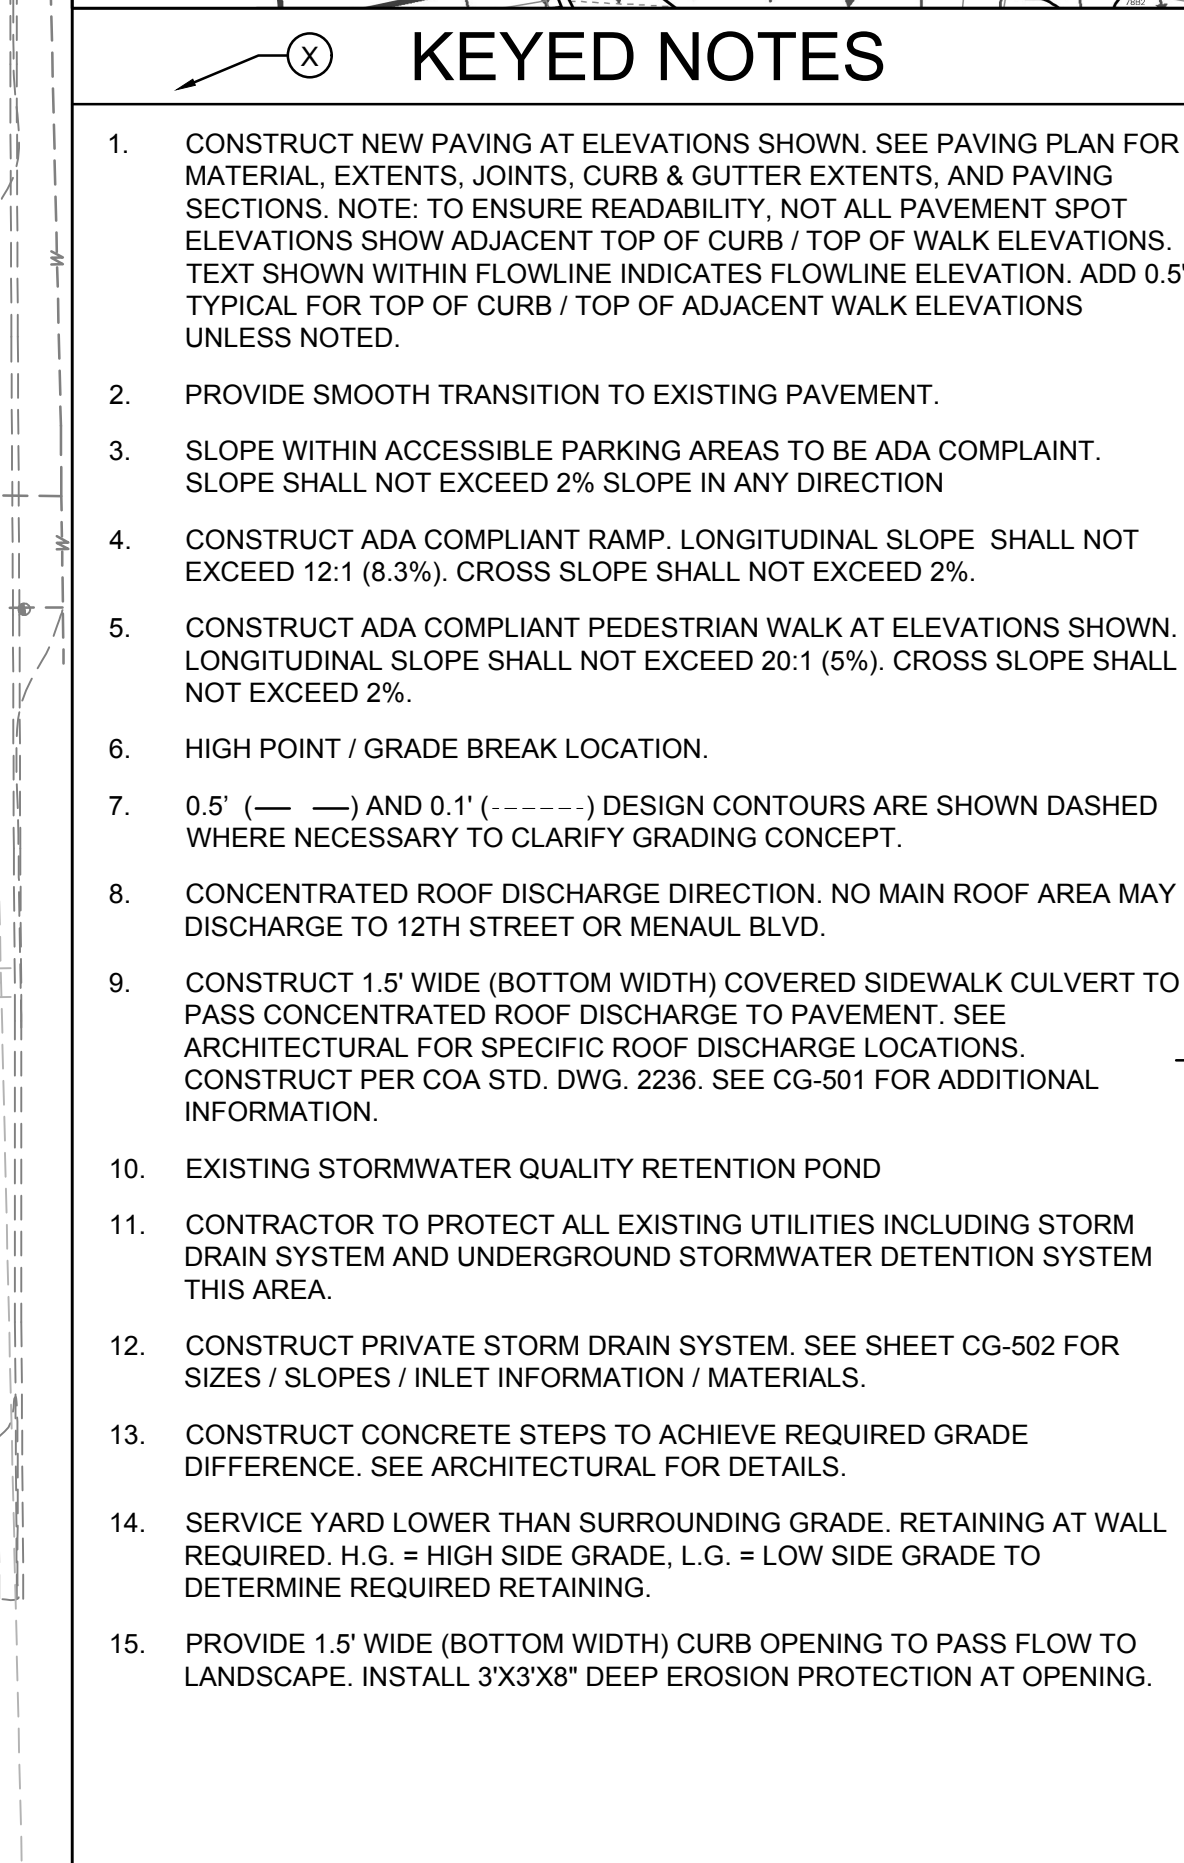 X KEYED NOTES
1. CONSTRUCT NEW PAVING AT ELEVATIONS SHOWN. SEE PAVING PLAN FOR
MATERIAL, EXTENTS, JOINTS, CURB & GUTTER EXTENTS, AND PAVING
SECTIONS. NOTE: TO ENSURE READABILITY, NOT ALL PAVEMENT SPOT
ELEVATIONS SHOW ADJACENT TOP OF CURB / TOP OF WALK ELEVATIONS.
TEXT SHOWN WITHIN FLOWLINE INDICATES FLOWLINE ELEVATION. ADD 0.5'
TYPICAL FOR TOP OF CURB / TOP OF ADJACENT WALK ELEVATIONS
UNLESS NOTED.
2. PROVIDE SMOOTH TRANSITION TO EXISTING PAVEMENT.
3. SLOPE WITHIN ACCESSIBLE PARKING AREAS TO BE ADA COMPLAINT.
SLOPE SHALL NOT EXCEED 2% SLOPE IN ANY DIRECTION
4. CONSTRUCT ADA COMPLIANT RAMP. LONGITUDINAL SLOPE SHALL NOT
EXCEED 12:1 (8.3%). CROSS SLOPE SHALL NOT EXCEED 2%.
5. CONSTRUCT ADA COMPLIANT PEDESTRIAN WALK AT ELEVATIONS SHOWN.
LONGITUDINAL SLOPE SHALL NOT EXCEED 20:1 (5%). CROSS SLOPE SHALL
NOT EXCEED 2%.
6. HIGH POINT / GRADE BREAK LOCATION.
7. 0.5’ (— —) AND 0.1' (------) DESIGN CONTOURS ARE SHOWN DASHED
WHERE NECESSARY TO CLARIFY GRADING CONCEPT.
8. CONCENTRATED ROOF DISCHARGE DIRECTION. NO MAIN ROOF AREA MAY
DISCHARGE TO 12TH STREET OR MENAUL BLVD.
9. CONSTRUCT 1.5' WIDE (BOTTOM WIDTH) COVERED SIDEWALK CULVERT TO
PASS CONCENTRATED ROOF DISCHARGE TO PAVEMENT. SEE
ARCHITECTURAL FOR SPECIFIC ROOF DISCHARGE LOCATIONS.
CONSTRUCT PER COA STD. DWG. 2236. SEE CG-501 FOR ADDITIONAL
INFORMATION.
10. EXISTING STORMWATER QUALITY RETENTION POND
11. CONTRACTOR TO PROTECT ALL EXISTING UTILITIES INCLUDING STORM
DRAIN SYSTEM AND UNDERGROUND STORMWATER DETENTION SYSTEM
THIS AREA.
12. CONSTRUCT PRIVATE STORM DRAIN SYSTEM. SEE SHEET CG-502 FOR
SIZES / SLOPES / INLET INFORMATION / MATERIALS.
13. CONSTRUCT CONCRETE STEPS TO ACHIEVE REQUIRED GRADE
DIFFERENCE. SEE ARCHITECTURAL FOR DETAILS.
14. SERVICE YARD LOWER THAN SURROUNDING GRADE. RETAINING AT WALL
REQUIRED. H.G. = HIGH SIDE GRADE, L.G. = LOW SIDE GRADE TO
DETERMINE REQUIRED RETAINING.
15. PROVIDE 1.5' WIDE (BOTTOM WIDTH) CURB OPENING TO PASS FLOW TO
LANDSCAPE. INSTALL 3'X3'X8" DEEP EROSION PROTECTION AT OPENING.